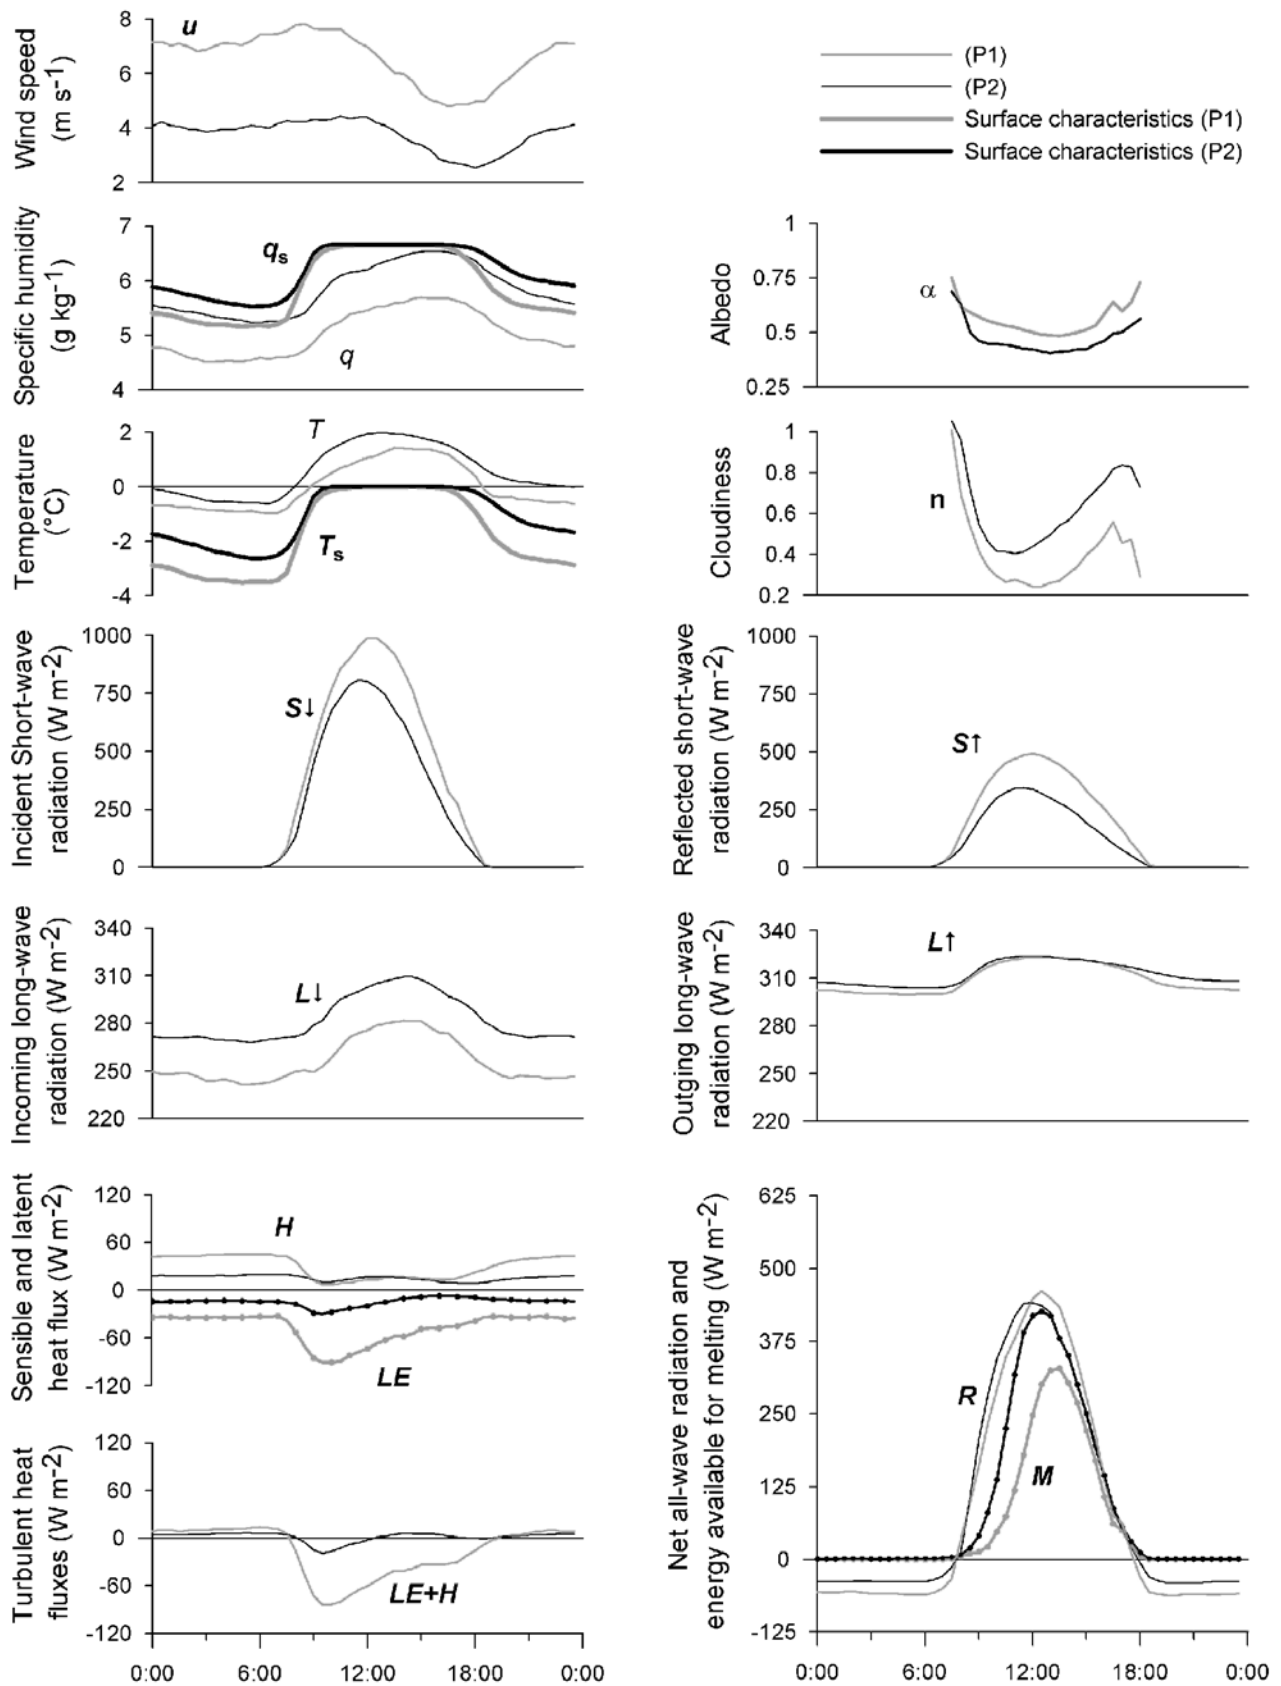 Wind speed
(m s-1)
8
6
4
2
u
(P1)
(P2)
Surface characteristics (P1)
Surface characteristics (P2)
Specific humidity
(g kg-1)
7
6
5
4
qs
q
Albedo
1
0.75
0.5
0.25
α
Temperature
(°C)
2
0
-2
-4
T
Ts
Cloudiness
1
0.8
0.6
0.4
0.2
n
Incident Short-wave
radiation (W m-2)
1000
750
500
250
0
S↓
Reflected short-wave
radiation (W m-2)
1000
750
500
250
0
S↑
Incoming long-wave
radiation (W m-2)
340
310
280
250
220
L↓
Outging long-wave
radiation (W m-2)
340
310
280
250
220
L↑
Sensible and latent
heat flux (W m-2)
120
60
0
-60
-120
H
LE
Turbulent heat
fluxes (W m-2)
120
60
0
-60
-120
LE+H
0:00 6:00 12:00 18:00 0:00
Net all-wave radiation and
energy available for melting (W m-2)
625
500
375
250
125
0
-125
R
M
0:00 6:00 12:00 18:00 0:00